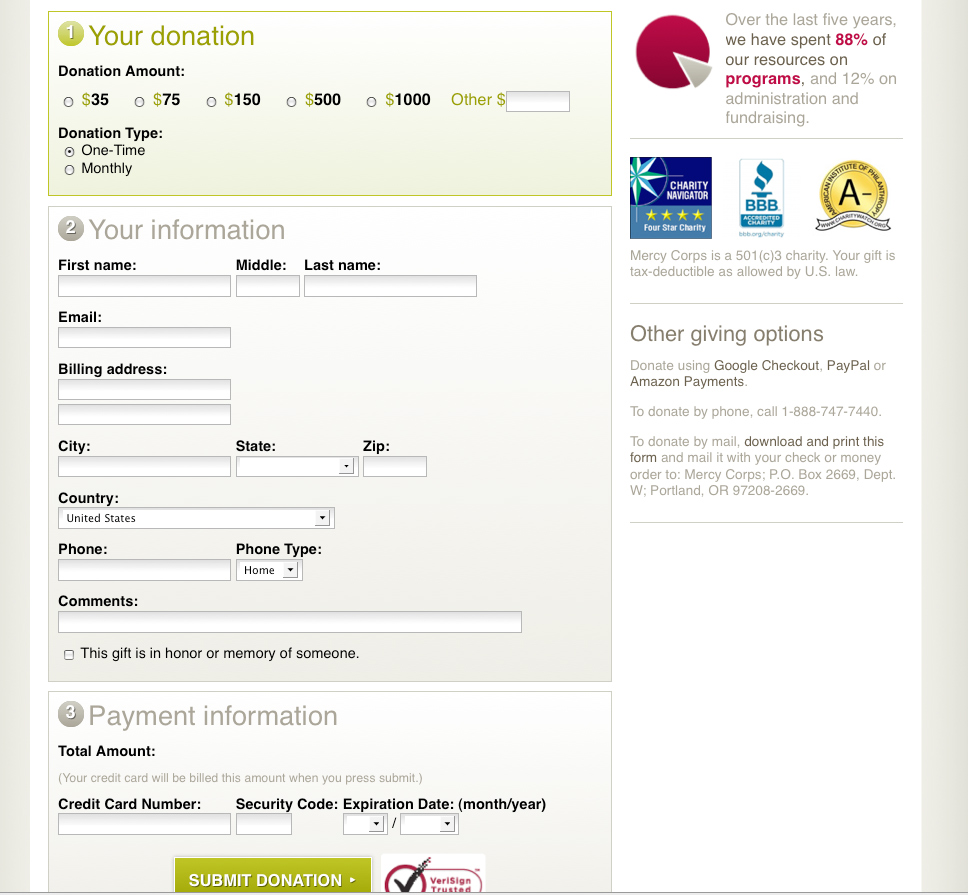 1 Your donation
Donation Amount:
$35 $75 $150 $500 $1000 Other $
Donation Type:
One-Time
Monthly
2 Your information
First name: Middle: Last name:
Email:
Billing address:
City: State: Zip:
Country:
United States
Phone: Phone Type:
Home
Comments:
This gift is in honor or memory of someone.
3 Payment information
Total Amount:
(Your credit card will be billed this amount when you press submit.)
Credit Card Number: Security Code: Expiration Date: (month/year)
/
SUBMIT DONATION
VeriSign
Trusted
Over the last five years,
we have spent 88% of
our resources on
programs, and 12% on
administration and
fundraising.
CHARITY
NAVIGATOR
Four Star Charity
BBB
ACCREDITED
CHARITY
bbb.org/charity
AMERICAN INSTITUTE OF PHILANTHROPY
A-
WWW.CHARITYWATCH.ORG
Mercy Corps is a 501(c)3 charity. Your gift is
tax-deductible as allowed by U.S. law.
Other giving options
Donate using Google Checkout, PayPal or
Amazon Payments.
To donate by phone, call 1-888-747-7440.
To donate by mail, download and print this
form and mail it with your check or money
order to: Mercy Corps; P.O. Box 2669, Dept.
W; Portland, OR 97208-2669.